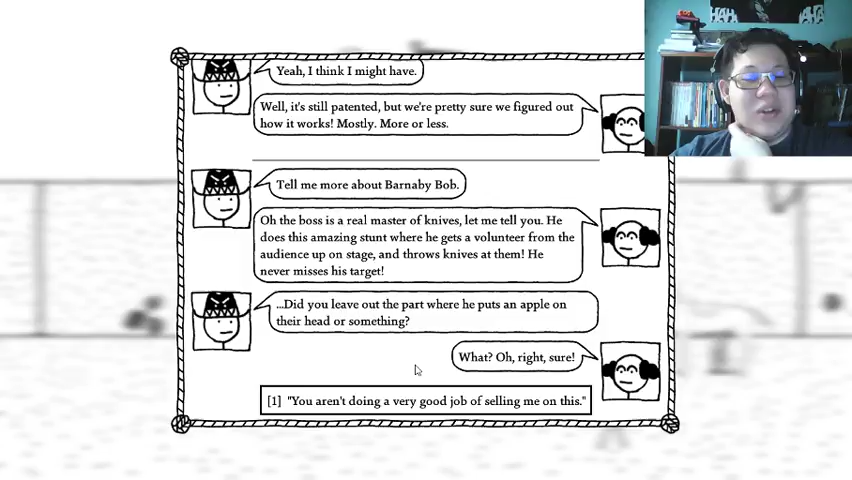 HA HAHA
Yeah, I think I might have.
Well, it's still patented, but we're pretty sure we figured out
how it works! Mostly. More or less.
Tell me more about Barnaby Bob.
Oh the boss is a real master of knives, let me tell you. He
does this amazing stunt where he gets a volunteer from the
audience up on stage, and throws knives at them! He
never misses his target!
...Did you leave out the part where he puts an apple on
their head or something?
What? Oh, right, sure!
[1] "You aren't doing a very good job of selling me on this."